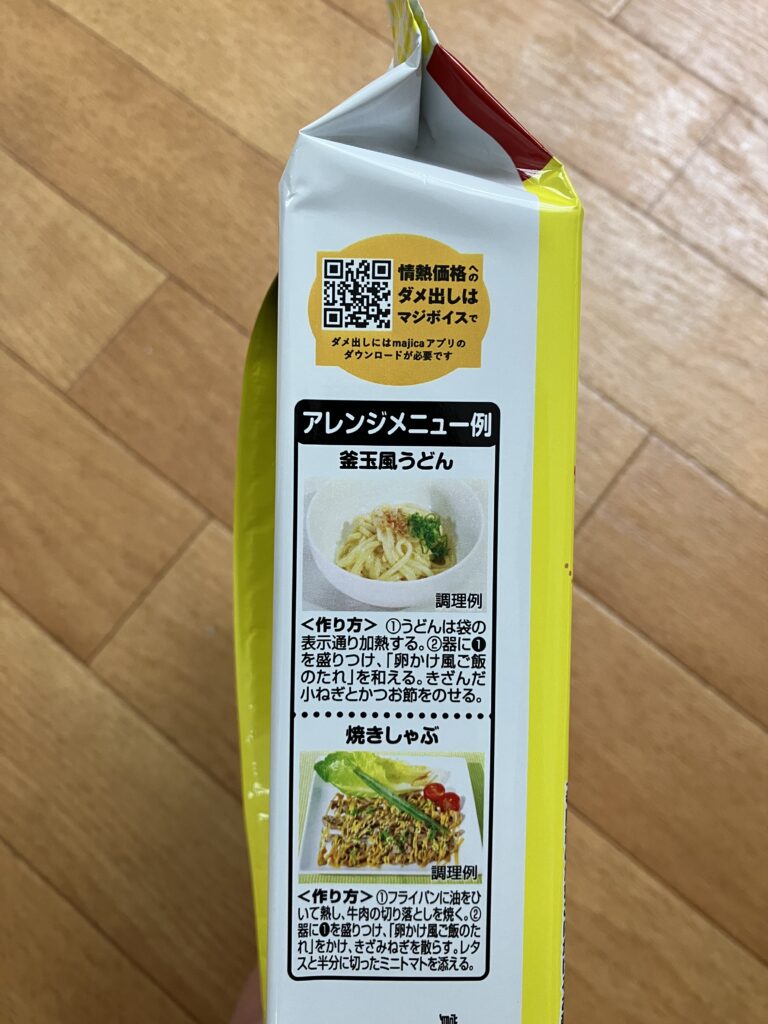 情熱価格への
ダメ出しは
マジボイスで
ダメ出しにはmajicaアプリの
ダウンロードが必要です
アレンジメニュー例
釜玉風うどん
調理例
<作り方> ①うどんは袋の
表示通り加熱する。②器に❶
を盛りつけ、「卵かけ風ご飯
のたれ」を和える。きざんだ
小ねぎとかつお節をのせる。
焼きしゃぶ
調理例
<作り方> ①フライパンに油をひ
いて熱し、牛肉の切り落としを焼く。②
器に❶を盛りつけ、「卵かけ風ご飯のた
れ」をかけ、きざみねぎを散らす。レタ
スと半分に切ったミニトマトを添える。